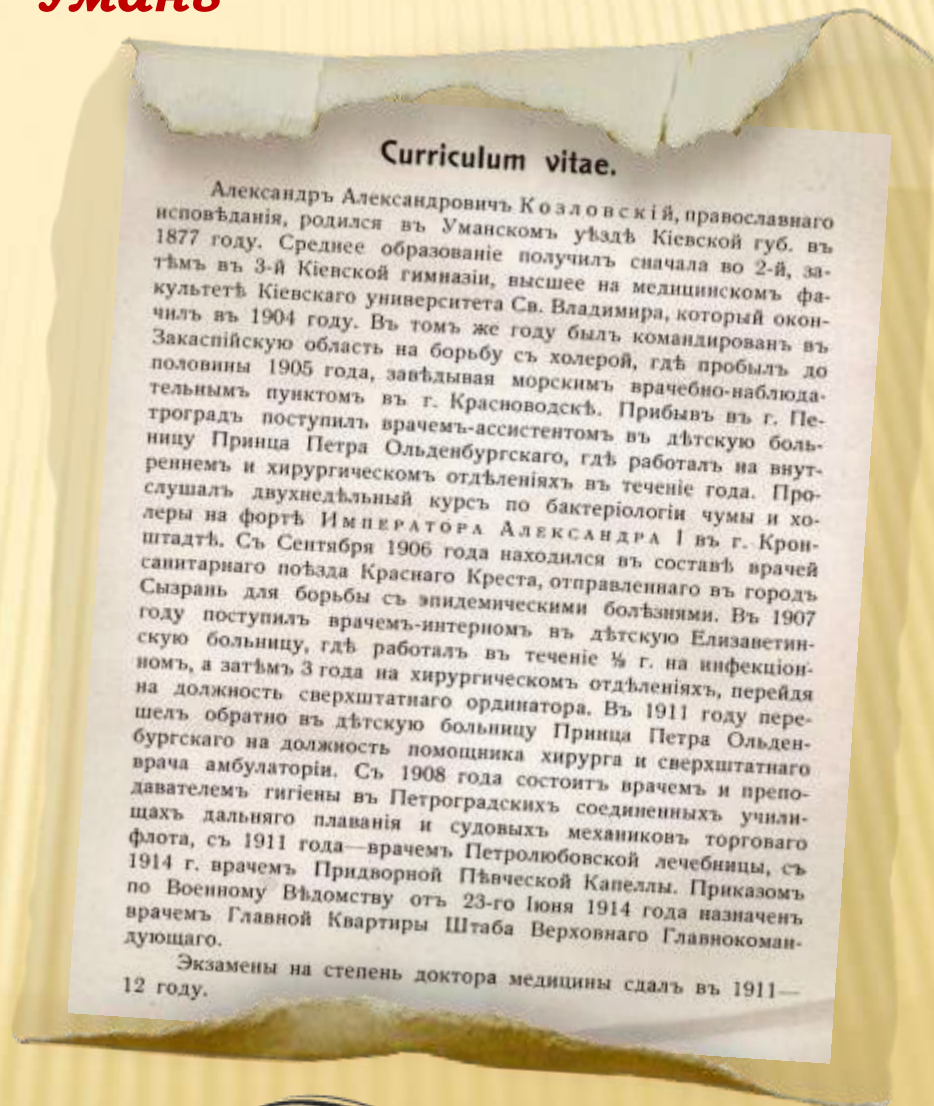 Умань
Curriculum vitae.
Александръ Александровичъ Козловскій, православнаго
исповѣданія, родился въ Уманскомъ уѣздѣ Кіевской губ. въ
1877 году. Среднее образованіе получилъ сначала во 2-й, за-
тѣмъ въ 3-й Кіевской гимназіи, высшее на медицинскомъ фа-
культетѣ Кіевскаго университета Св. Владимира, который окон-
чилъ въ 1904 году. Въ томъ же году былъ командированъ въ
Закаспійскую область на борьбу съ холерой, гдѣ пробылъ до
половины 1905 года, завѣдывая морскимъ врачебно-наблюда-
тельнымъ пунктомъ въ г. Красноводскѣ. Прибывъ въ г. Пе-
троградъ поступилъ врачемъ-ассистентомъ въ дѣтскую боль-
ницу Принца Петра Ольденбургскаго, гдѣ работалъ на внут-
реннемъ и хирургическомъ отдѣленіяхъ въ теченіе года. Про-
слушалъ двухнедѣльный курсъ по бактеріологіи чумы и хо-
леры на фортѣ ИМПЕРАТОРА АЛЕКСАНДРА I въ г. Крон-
штадтѣ. Съ Сентября 1906 года находился въ составѣ врачей
санитарнаго поѣзда Краснаго Креста, отправленнаго въ городъ
Сызрань для борьбы съ эпидемическими болѣзнями. Въ 1907
году поступилъ врачемъ-интерномъ въ дѣтскую Елизаветин-
скую больницу, гдѣ работалъ въ теченіе ½ г. на инфекціон-
номъ, а затѣмъ 3 года на хирургическомъ отдѣленіяхъ, перейдя
на должность сверхштатнаго ординатора. Въ 1911 году пере-
шелъ обратно въ дѣтскую больницу Принца Петра Ольден-
бургскаго на должность помощника хирурга и сверхштатнаго
врача амбулаторіи. Съ 1908 года состоитъ врачемъ и препо-
давателемъ гигіены въ Петроградскихъ соединенныхъ учили-
щахъ дальняго плаванія и судовыхъ механиковъ торговаго
флота, съ 1911 года—врачемъ Петролюбовской лечебницы, съ
1914 г. врачемъ Придворной Пѣвческой Капеллы. Приказомъ
по Военному Вѣдомству отъ 23-го Іюня 1914 года назначенъ
врачемъ Главной Квартиры Штаба Верховнаго Главнокоман-
дующаго.
Экзамены на степень доктора медицины сдалъ въ 1911—
12 году.